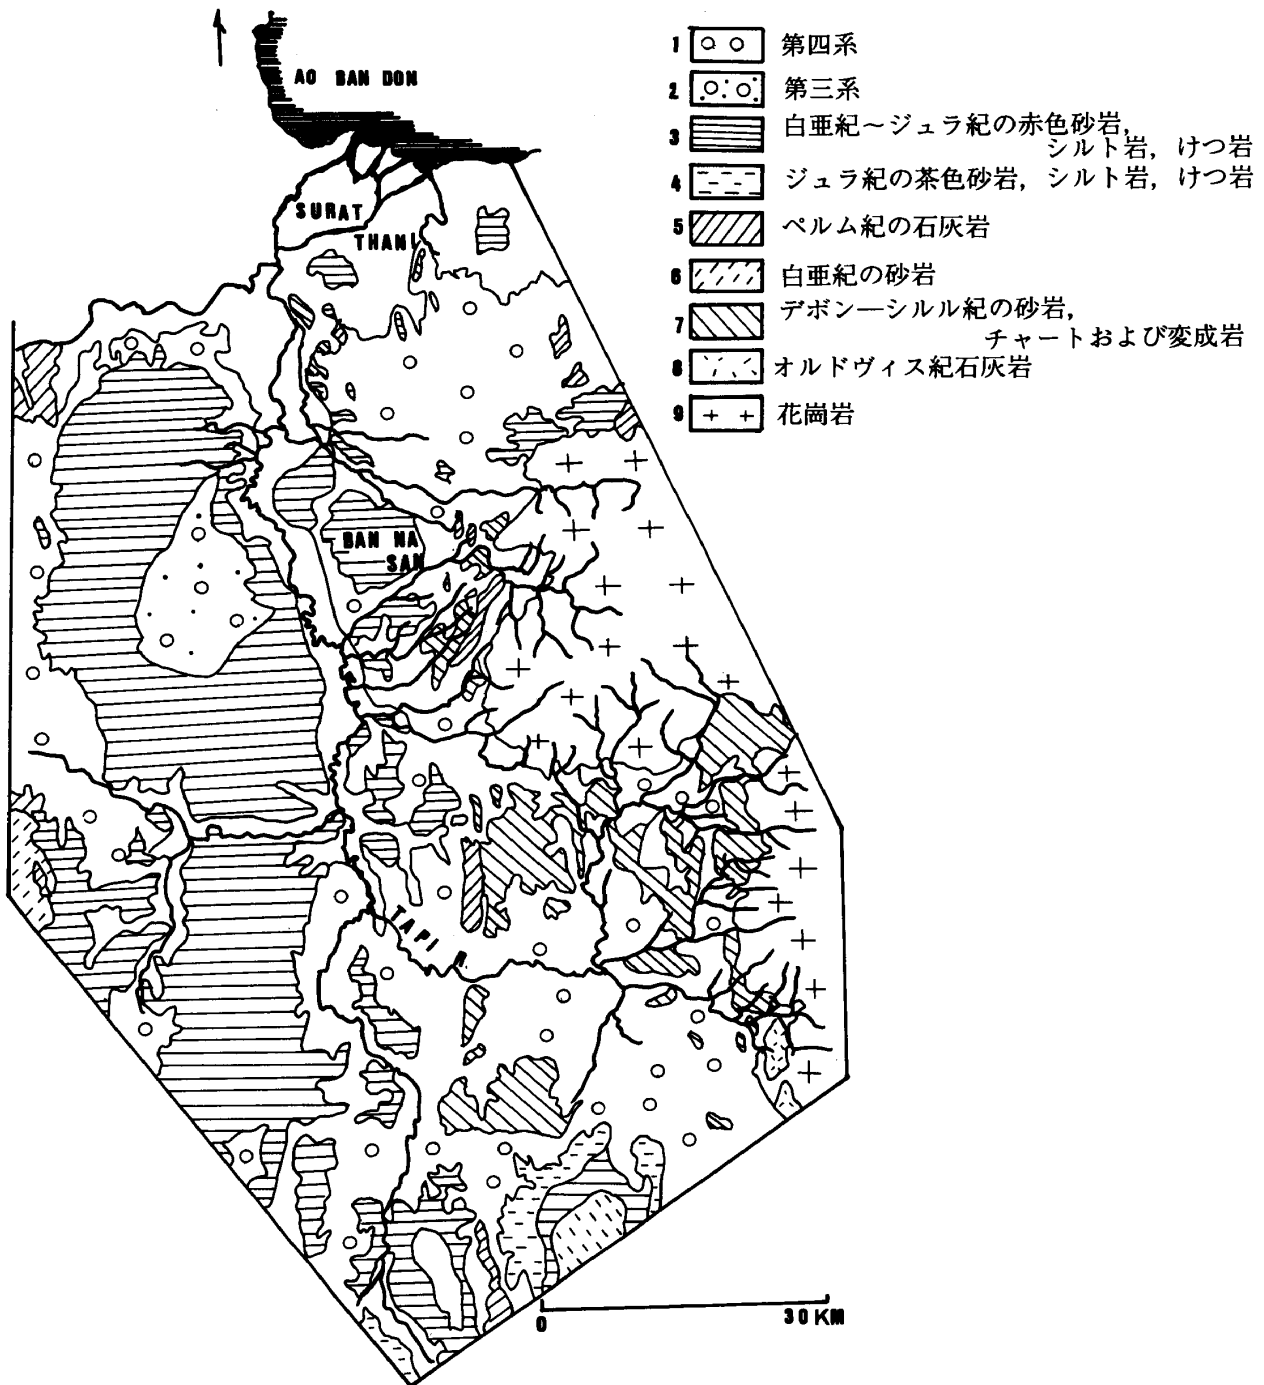 AO BAN DON
SURAT
THANI
BAN NA
SAN
TAPI R.
1 第四系
2 第三系
3 白亜紀～ジュラ紀の赤色砂岩,
シルト岩, けつ岩
4 ジュラ紀の茶色砂岩, シルト岩, けつ岩
5 ペルム紀の石灰岩
6 白亜紀の砂岩
7 デボン―シルル紀の砂岩,
チャートおよび変成岩
8 オルドヴィス紀石灰岩
9 花崗岩
0 30KM